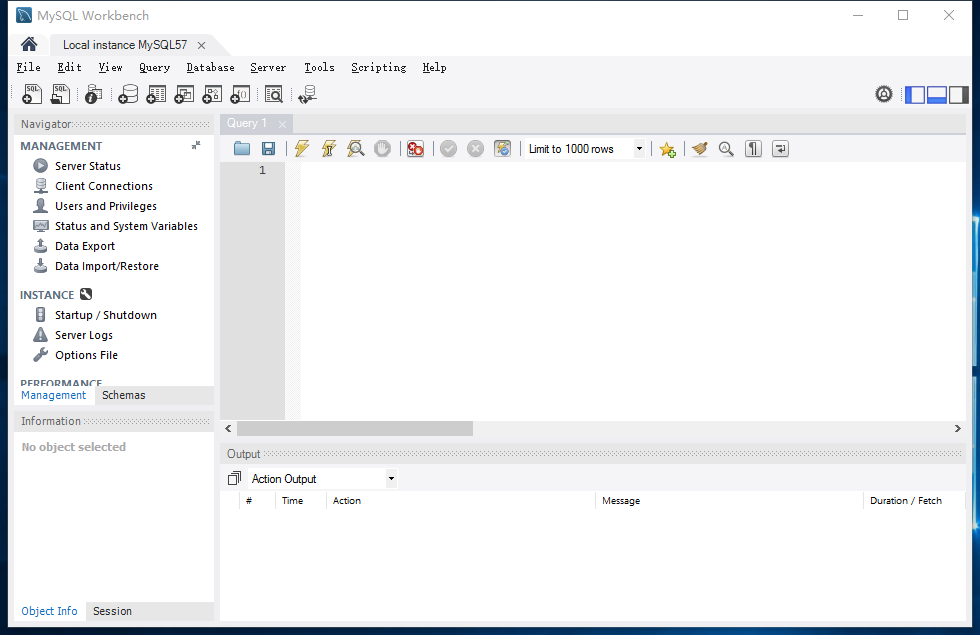 MySQL Workbench
Local instance MySQL57
File Edit View Query Database Server Tools Scripting Help
SQL SQL
Navigator
MANAGEMENT
Server Status
Client Connections
Users and Privileges
Status and System Variables
Data Export
Data Import/Restore
INSTANCE
Startup / Shutdown
Server Logs
Options File
PERFORMANCE
Management Schemas
Information
No object selected
Object Info Session
Query 1
Limit to 1000 rows
1
Output
Action Output
# Time Action Message Duration / Fetch